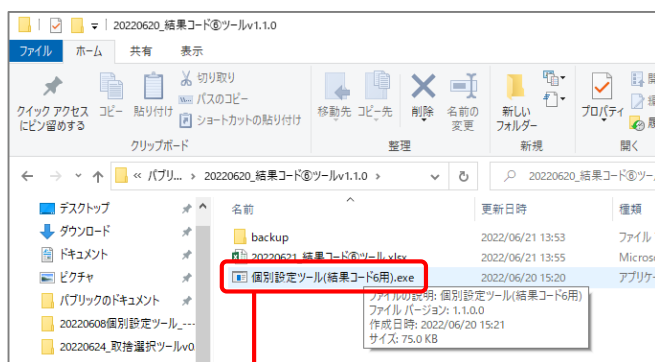 20220620_結果コード⑥ツールv1.1.0
ファイル ホーム 共有 表示
クイック アクセスにピン留めする
コピー
貼り付け
切り取り
パスのコピー
ショートカットの貼り付け
移動先
コピー先
削除
名前の変更
新しいフォルダー
プロパティ
開
履
クリップボード 整理 新規 開く
« パブリ... › 20220620_結果コード⑥ツールv1.1.0 ›
20220620_結果コード⑥ツー
名前 更新日時 種類
デスクトップ
ダウンロード
ドキュメント
ピクチャ
パブリックのドキュメント
20220608個別設定ツール_---
20220624_取捨選択ツールv0
backup 2022/06/21 13:53 ファイル
20220621_結果コード⑥ツール.xlsx 2022/06/21 13:55 Micros
個別設定ツール(結果コード6用).exe 2022/06/20 15:20 アプリケー
ファイルの説明: 個別設定ツール(結果コード6用)
ファイル バージョン: 1.1.0.0
作成日時: 2022/06/20 15:21
サイズ: 75.0 KB